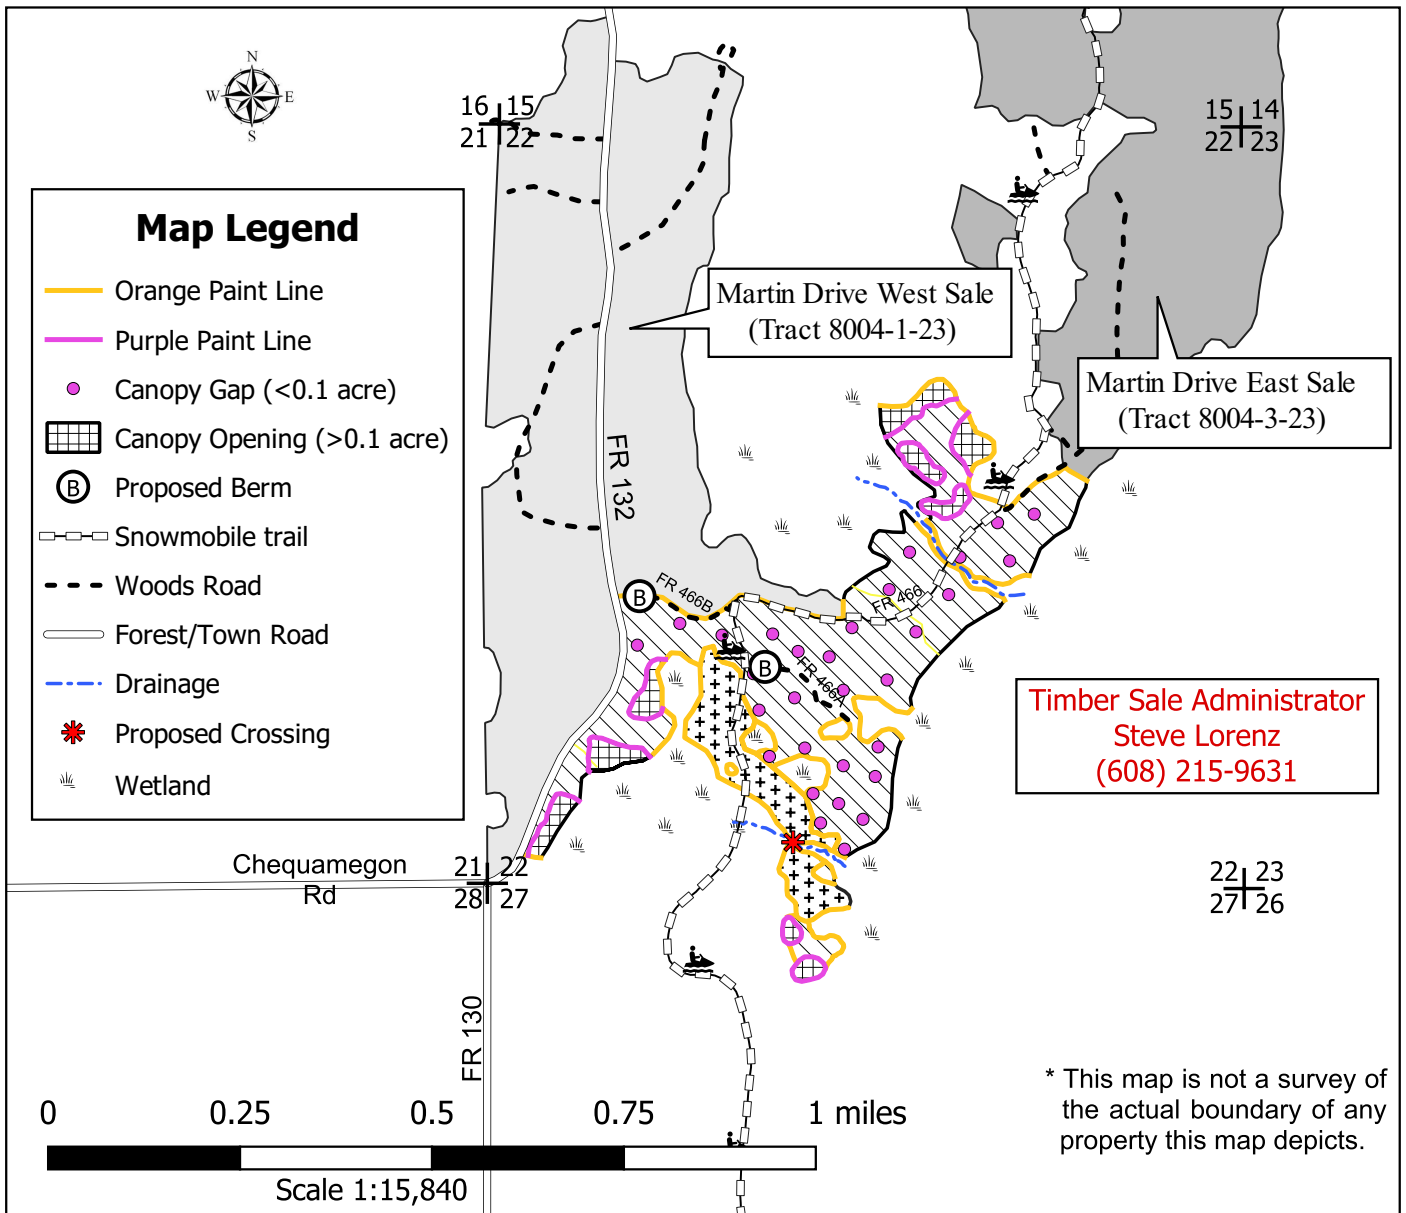 N
W E
S
16 15
21 22
15 14
22 23
Map Legend
Orange Paint Line
Purple Paint Line
Canopy Gap (<0.1 acre)
Canopy Opening (>0.1 acre)
B Proposed Berm
Snowmobile trail
Woods Road
Forest/Town Road
Drainage
Proposed Crossing
Wetland
Martin Drive West Sale
(Tract 8004-1-23)
Martin Drive East Sale
(Tract 8004-3-23)
FR 132
B
FR 466B
FR 466
B
FR 466A
Timber Sale Administrator
Steve Lorenz
(608) 215-9631
Chequamegon
Rd
21 22
28 27
22 23
27 26
FR 130
* This map is not a survey of
the actual boundary of any
property this map depicts.
0 0.25 0.5 0.75 1 miles
Scale 1:15,840